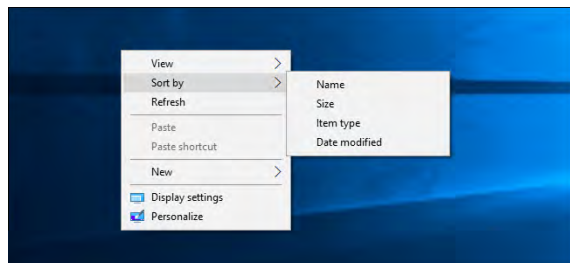 View
Sort by
Refresh
Paste
Paste shortcut
New
Display settings
Personalize
Name
Size
Item type
Date modified